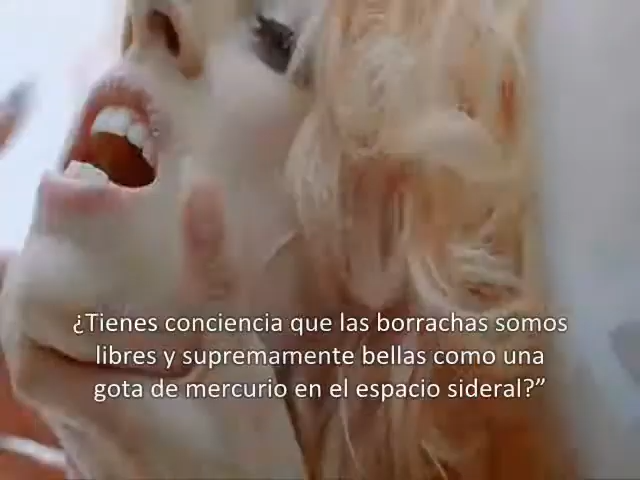 ¿Tienes conciencia que las borrachas somos
libres y supremamente bellas como una
gota de mercurio en el espacio sideral?”